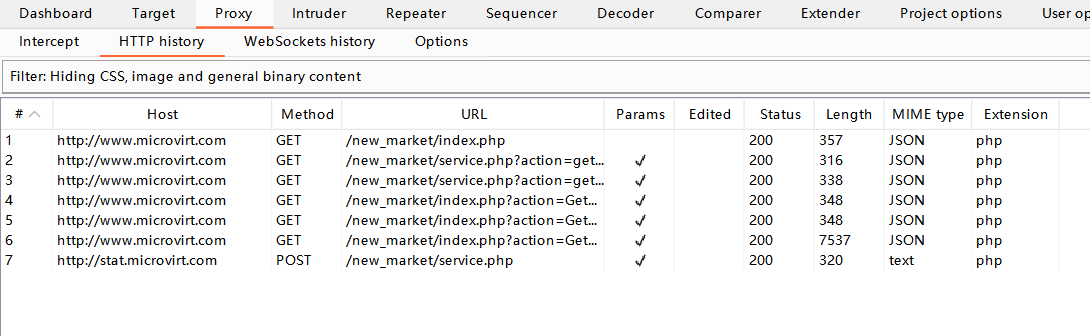 Dashboard Target Proxy Intruder Repeater Sequencer Decoder Comparer Extender Project options User op
Intercept HTTP history WebSockets history Options
Filter: Hiding CSS, image and general binary content
# Host Method URL Params Edited Status Length MIME type Extension
1 http://www.microvirt.com GET /new_market/index.php 200 357 JSON php
2 http://www.microvirt.com GET /new_market/service.php?action=get... ✓ 200 316 JSON php
3 http://www.microvirt.com GET /new_market/service.php?action=get... ✓ 200 338 JSON php
4 http://www.microvirt.com GET /new_market/index.php?action=Get... ✓ 200 348 JSON php
5 http://www.microvirt.com GET /new_market/index.php?action=Get... ✓ 200 348 JSON php
6 http://www.microvirt.com GET /new_market/index.php?action=Get... ✓ 200 7537 JSON php
7 http://stat.microvirt.com POST /new_market/service.php ✓ 200 320 text php